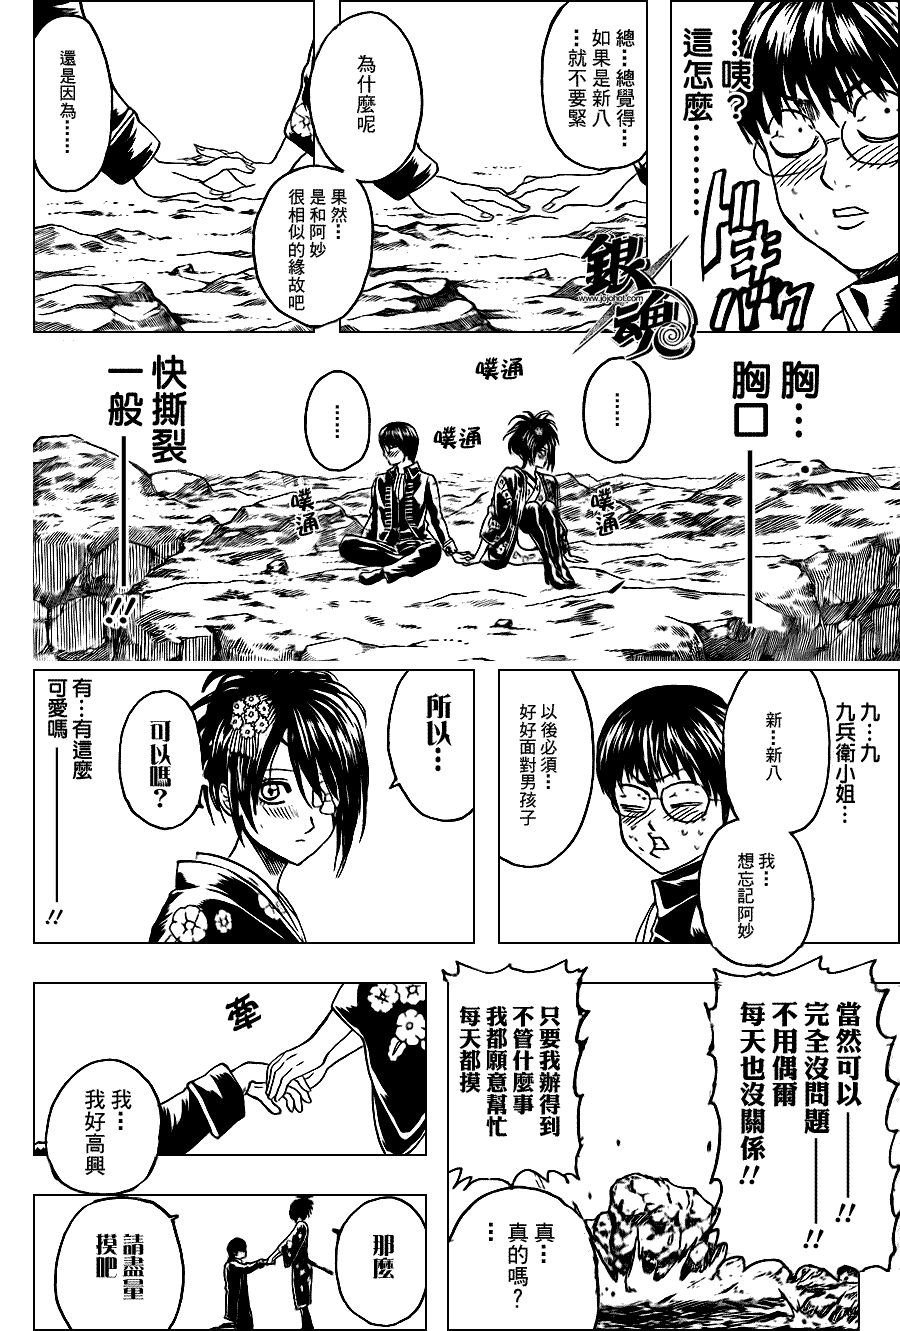 …咦？
這怎麼………
ドキドキ
バク
バク
總…總覺得…
如果是新八
…就不要緊
為什麼呢
果然…
是和阿妙
很相似的緣故吧
還是因為……
銀魂
www.jojohot.com
胸…
胸口
……
噗通
噗通
噗通
噗通
……
快撕裂
一般——!!
九…九
九兵衛小姐…
新…新八
我…
想忘記阿妙
以後必須…
好好面對男孩子
所以…
可以嗎？
有…有這麼
可愛嗎——!!
當然可以——!!
完全沒問題——!!
不用偶爾
每天也沒關係!!
只要我辦得到
不管什麼事
我都願意幫忙
每天都摸
真…
真的嗎？
…
牽
我…
我好高興
那麼
請盡量
摸吧